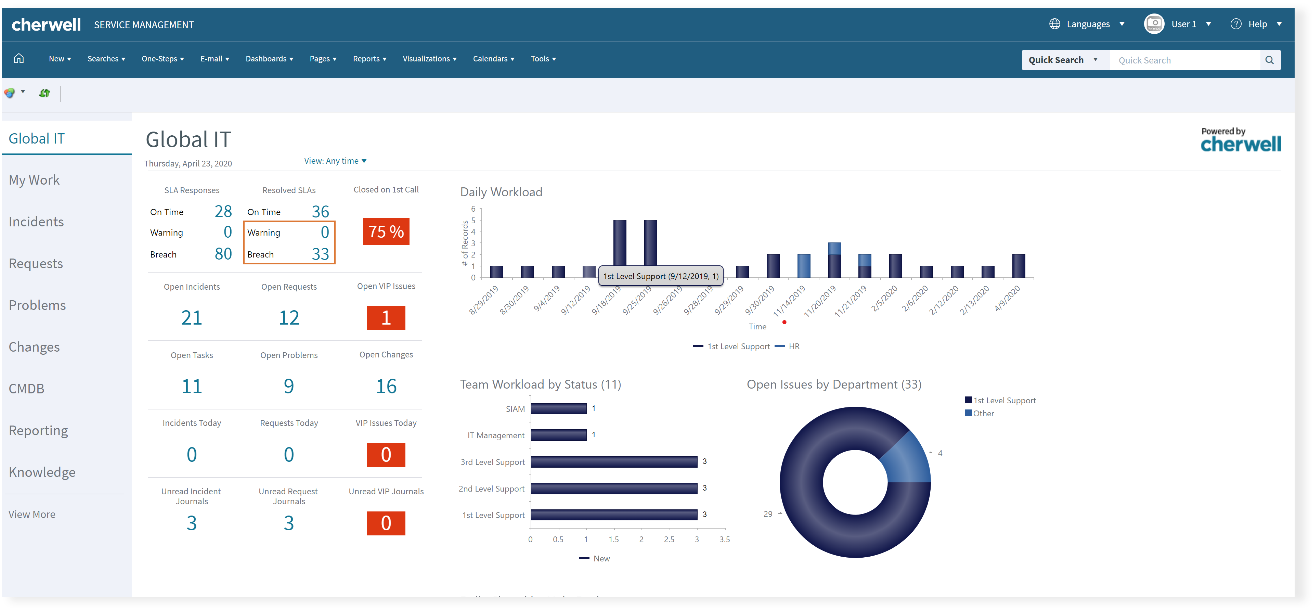 cherwell SERVICE MANAGEMENT
Languages User 1 Help
New Searches One-Steps E-mail Dashboards Pages Reports Visualizations Calendars Tools
Quick Search Quick Search
Global IT
My Work
Incidents
Requests
Problems
Changes
CMDB
Reporting
Knowledge
View More
Global IT
Thursday, April 23, 2020
View: Any time
Powered by
cherwell
SLA Responses Resolved SLAs Closed on 1st Call
On Time 28 On Time 36
Warning 0 Warning 0 75 %
Breach 80 Breach 33
Open Incidents Open Requests Open VIP Issues
21 12 1
Open Tasks Open Problems Open Changes
11 9 16
Incidents Today Requests Today VIP Issues Today
0 0 0
Unread Incident Journals Unread Request Journals Unread VIP Journals
3 3 0
Daily Workload
# of Records
6
5
4
3
2
1
0
1st Level Support (9/12/2019, 1)
8/29/2019 8/30/2019 9/4/2019 9/12/2019 9/18/2019 9/25/2019 9/26/2019 9/28/2019 9/29/2019 9/30/2019 11/14/2019 11/20/2019 11/21/2019 2/5/2020 2/6/2020 2/12/2020 2/13/2020 4/9/2020
Time
1st Level Support HR
Team Workload by Status (11)
SIAM 1
IT Management 1
3rd Level Support 3
2nd Level Support 3
1st Level Support 3
0 0.5 1 1.5 2 2.5 3 3.5
New
Open Issues by Department (33)
1st Level Support
Other
4
29